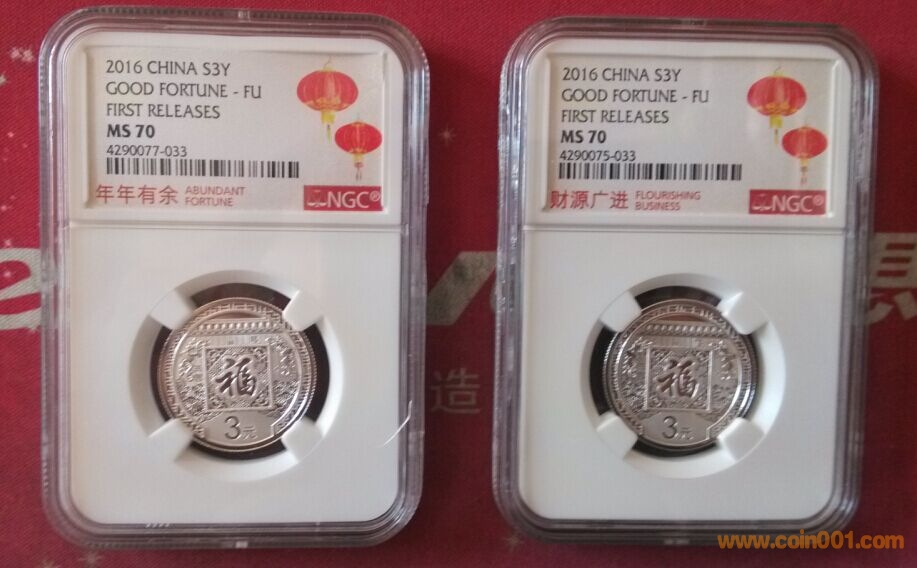 2016 CHINA S3Y
GOOD FORTUNE - FU
FIRST RELEASES
MS 70
4290077-033
年年有余 ABUNDANT
FORTUNE
NGC®
福
3元
2016 CHINA S3Y
GOOD FORTUNE - FU
FIRST RELEASES
MS 70
4290075-033
财源广进 FLOURISHING
BUSINESS
NGC®
福
3元
造
www.coin001.com